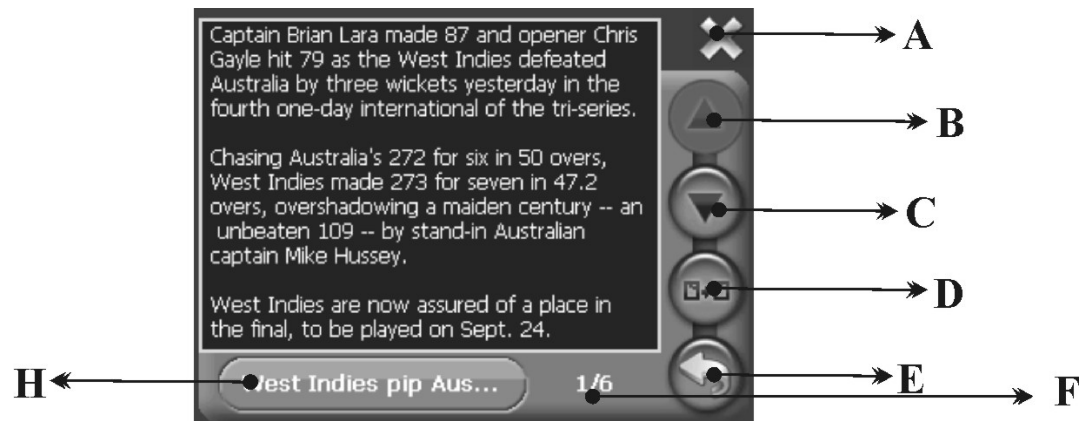 Captain Brian Lara made 87 and opener Chris
Gayle hit 79 as the West Indies defeated
Australia by three wickets yesterday in the
fourth one-day international of the tri-series.
Chasing Australia's 272 for six in 50 overs,
West Indies made 273 for seven in 47.2
overs, overshadowing a maiden century -- an
unbeaten 109 -- by stand-in Australian
captain Mike Hussey.
West Indies are now assured of a place in
the final, to be played on Sept. 24.
West Indies pip Aus...
1/6
A
B
C
D
E
F
H